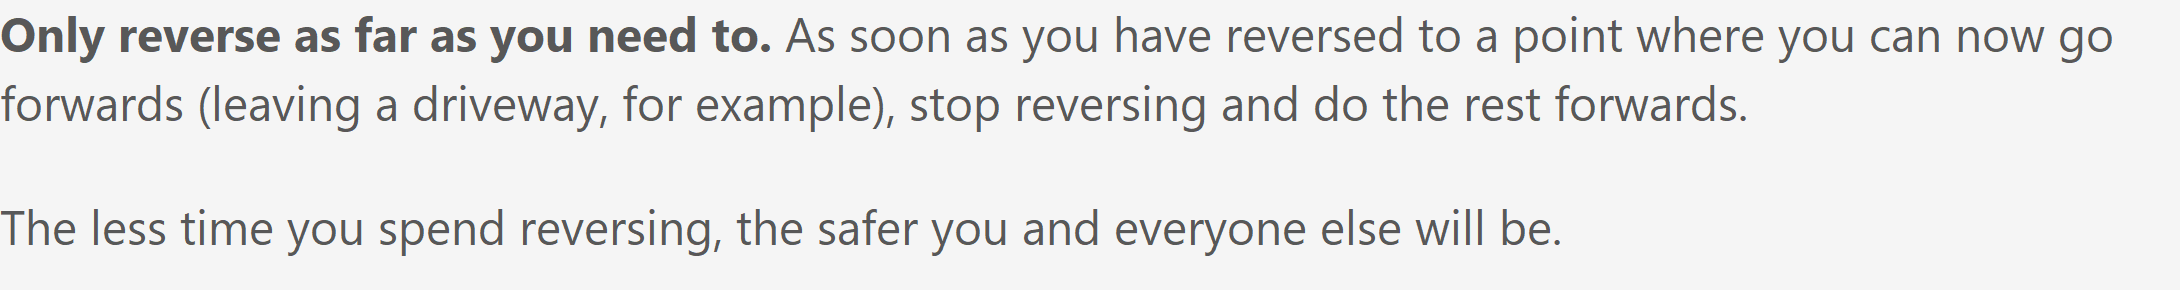 Only reverse as far as you need to. As soon as you have reversed to a point where you can now go
forwards (leaving a driveway, for example), stop reversing and do the rest forwards.
The less time you spend reversing, the safer you and everyone else will be.